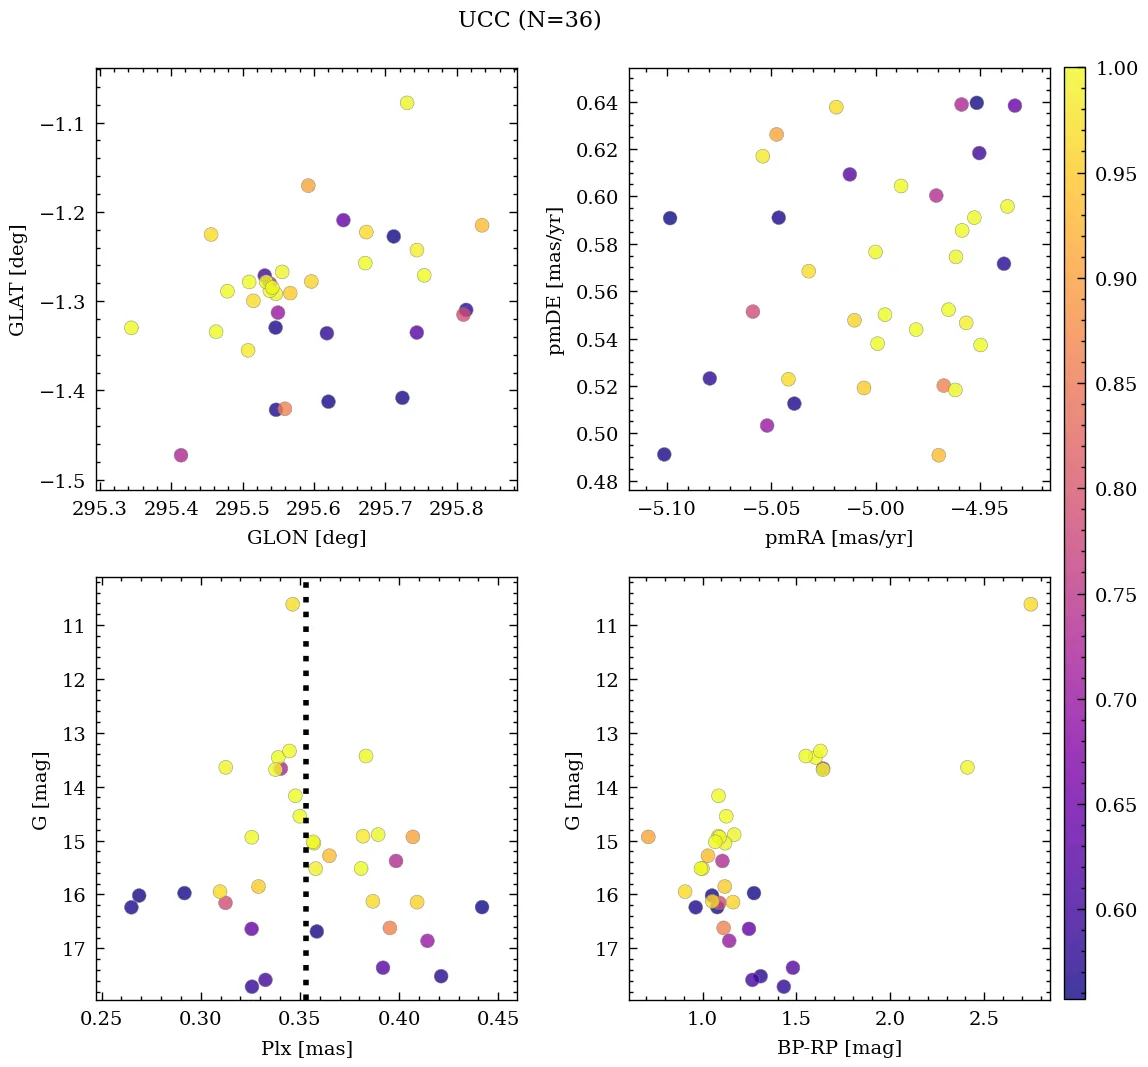 UCC (N=36)
−1.1
−1.2
−1.3
−1.4
−1.5
GLAT [deg]
295.3 295.4 295.5 295.6 295.7 295.8
GLON [deg]
0.64
0.62
0.60
0.58
0.56
0.54
0.52
0.50
0.48
pmDE [mas/yr]
−5.10 −5.05 −5.00 −4.95
pmRA [mas/yr]
11
12
13
14
15
16
17
G [mag]
0.25 0.30 0.35 0.40 0.45
Plx [mas]
11
12
13
14
15
16
17
G [mag]
1.0 1.5 2.0 2.5
BP-RP [mag]
1.00
0.95
0.90
0.85
0.80
0.75
0.70
0.65
0.60